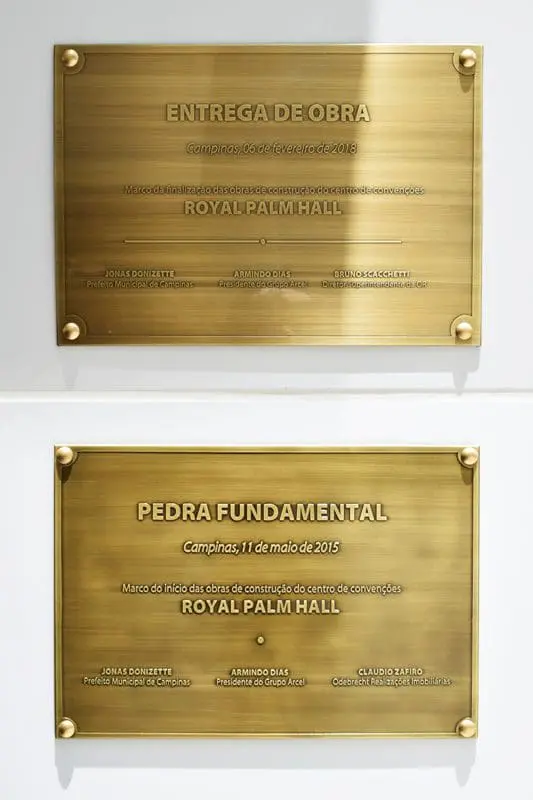 ENTREGA DE OBRA
Campinas, 06 de fevereiro de 2018
Marco da finalização das obras de construção do centro de convenções
ROYAL PALM HALL
JONAS DONIZETTE ARMINDO DIAS BRUNO SCACCHETTI
Prefeito Municipal de Campinas Presidente do Grupo Arcel Diretor Superintendente da OR
PEDRA FUNDAMENTAL
Campinas, 11 de maio de 2015
Marco do início das obras de construção do centro de convenções
ROYAL PALM HALL
JONAS DONIZETTE ARMINDO DIAS CLAUDIO ZAFIRO
Prefeito Municipal de Campinas Presidente do Grupo Arcel Odebrecht Realizações Imobiliárias